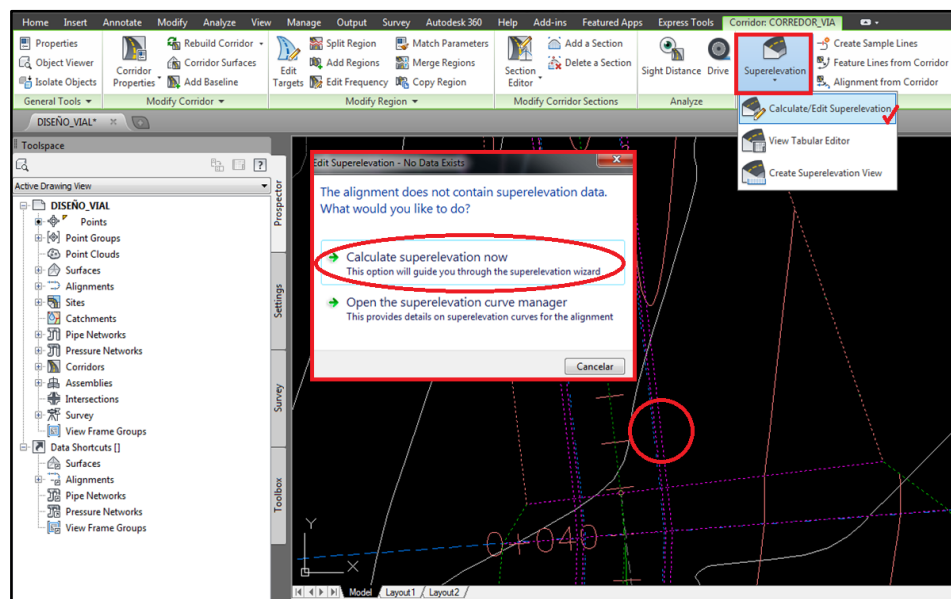 Home Insert Annotate Modify Analyze View Manage Output Survey Autodesk 360 Help Add-ins Featured Apps Express Tools Corridor: CORREDOR_VIA
Properties
Object Viewer
Isolate Objects
General Tools
Corridor Properties
Rebuild Corridor
Corridor Surfaces
Add Baseline
Modify Corridor
Edit Targets
Split Region
Add Regions
Edit Frequency
Match Parameters
Merge Regions
Copy Region
Modify Region
Section Editor
Add a Section
Delete a Section
Modify Corridor Sections
Sight Distance
Drive
Analyze
Superelevation
Create Sample Lines
Feature Lines from Corridor
Alignment from Corridor
Calculate/Edit Superelevation
View Tabular Editor
Create Superelevation View
DISEÑO_VIAL*
Toolspace
Active Drawing View
DISEÑO_VIAL
Points
Point Groups
Point Clouds
Surfaces
Alignments
Sites
Catchments
Pipe Networks
Pressure Networks
Corridors
Assemblies
Intersections
Survey
View Frame Groups
Data Shortcuts []
Surfaces
Alignments
Pipe Networks
Pressure Networks
View Frame Groups
Prospector
Settings
Survey
Toolbox
Edit Superelevation - No Data Exists
The alignment does not contain superelevation data.
What would you like to do?
Calculate superelevation now
This option will guide you through the superelevation wizard
Open the superelevation curve manager
This provides details on superelevation curves for the alignment
Cancelar
0+040
Y
X
Model Layout1 Layout2